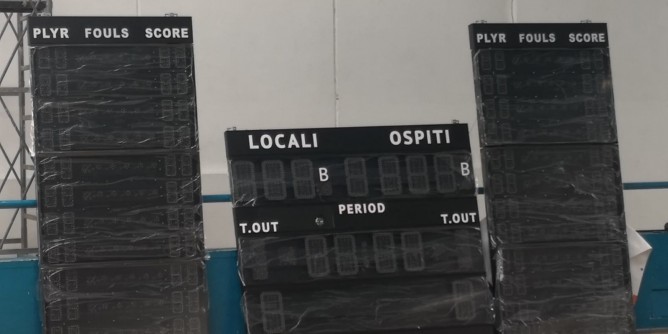 PLYR FOULS SCORE
LOCALI OSPITI
B B
PERIOD
T.OUT T.OUT
PLYR FOULS SCORE